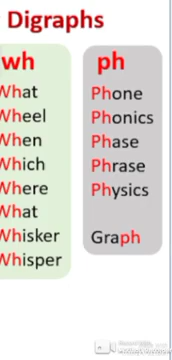 Digraphs
wh
What
Wheel
When
Which
Where
What
Whisker
Whisper
ph
Phone
Phonics
Phase
Phrase
Physics
Graph